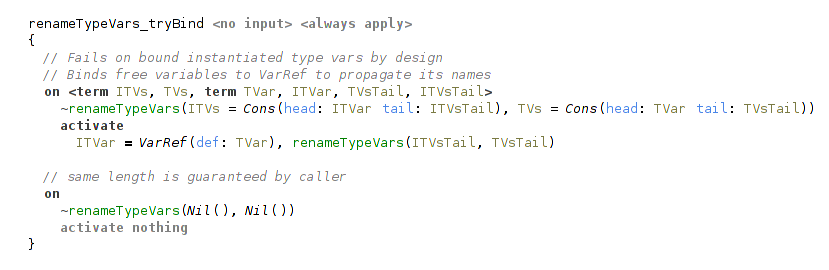 renameTypeVars_tryBind <no input> <always apply>
{
// Fails on bound instantiated type vars by design
// Binds free variables to VarRef to propagate its names
on <term ITVs, TVs, term TVar, ITVar, TVsTail, ITVsTail>
~renameTypeVars(ITVs = Cons(head: ITVar tail: ITVsTail), TVs = Cons(head: TVar tail: TVsTail))
activate
ITVar = VarRef(def: TVar), renameTypeVars(ITVsTail, TVsTail)
// same length is guaranteed by caller
on
~renameTypeVars(Nil(), Nil())
activate nothing
}